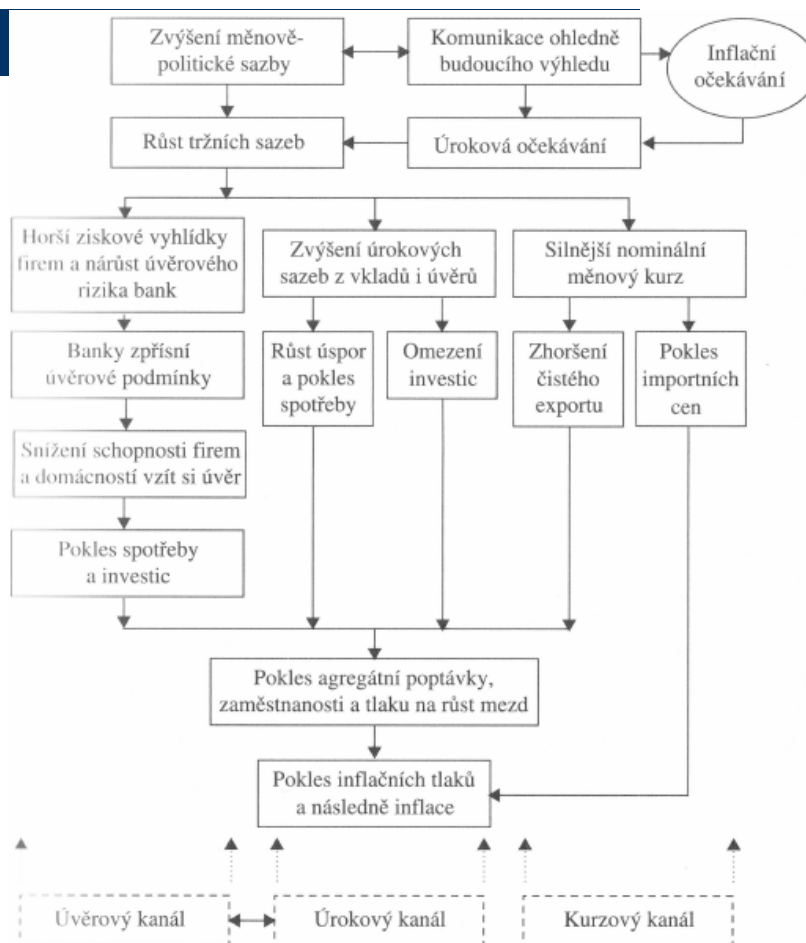 Zvýšení měnově-
politické sazby
Komunikace ohledně
budoucího výhledu
Inflační
očekávání
Růst tržních sazeb
Úroková očekávání
Horší ziskové vyhlídky
firem a nárůst úvěrového
rizika bank
Zvýšení úrokových
sazeb z vkladů i úvěrů
Silnější nominální
měnový kurz
Banky zpřísní
úvěrové podmínky
Růst úspor
a pokles
spotřeby
Omezení
investic
Zhoršení
čistého
exportu
Pokles
importních
cen
Snížení schopnosti firem
a domácností vzít si úvěr
Pokles spotřeby
a investic
Pokles agregátní poptávky,
zaměstnanosti a tlaku na růst mezd
Pokles inflačních tlaků
a následně inflace
Úvěrový kanál
Úrokový kanál
Kurzový kanál